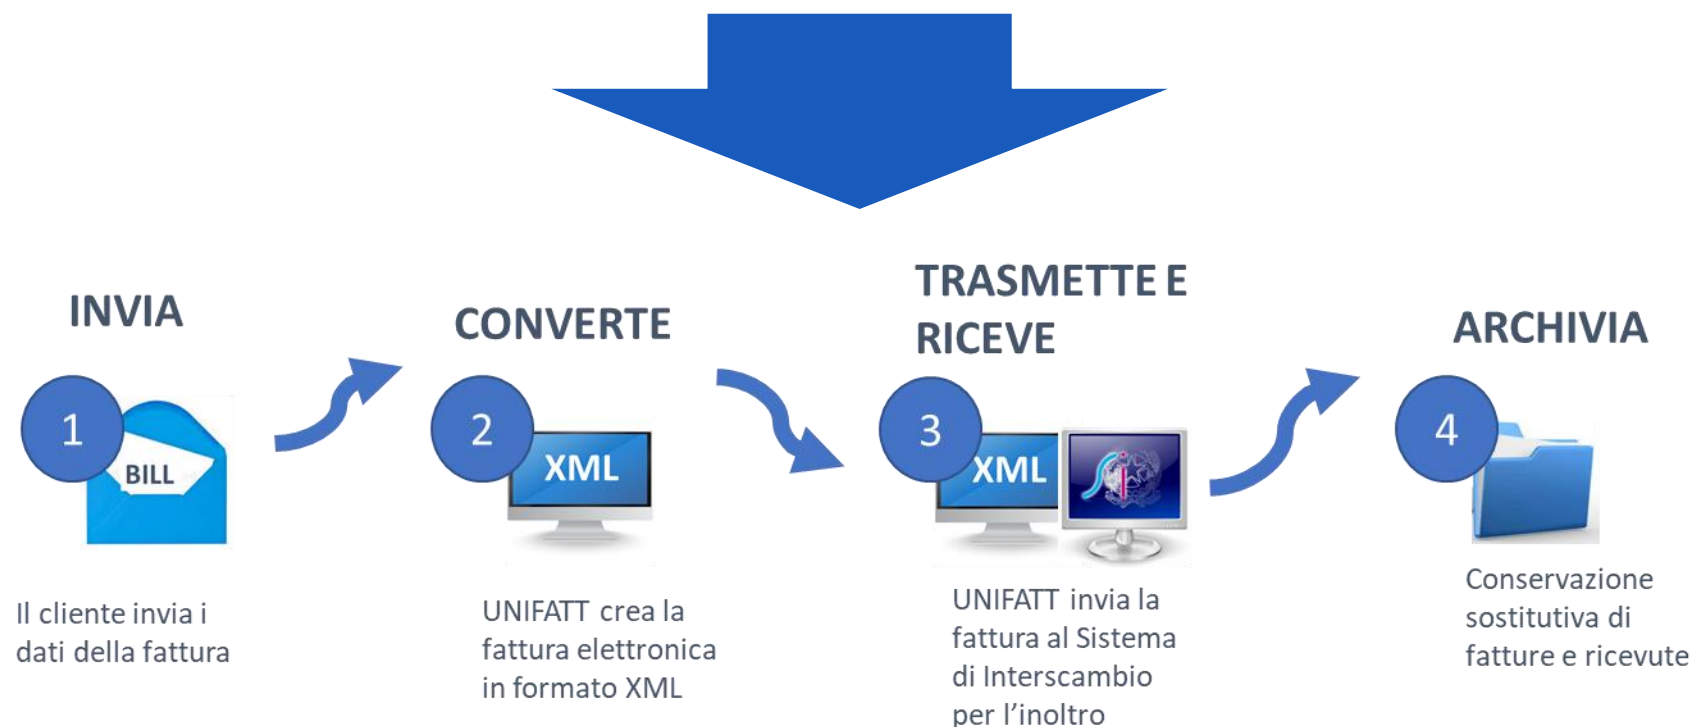 INVIA
1
BILL
Il cliente invia i
dati della fattura
CONVERTE
2
XML
UNIFATT crea la
fattura elettronica
in formato XML
TRASMETTE E
RICEVE
3
XML
UNIFATT invia la
fattura al Sistema
di Interscambio
per l’inoltro
ARCHIVIA
4
Conservazione
sostitutiva di
fatture e ricevute